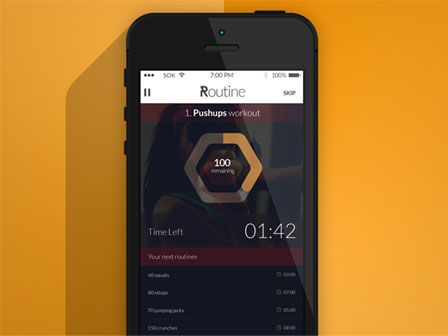 SOK 7:00 PM 100%
Routine SKIP
1. Pushups workout
100
remaining
Time Left 01:42
Your next routines
60 squats 03:00
80 situps 07:00
70 jumping jacks 05:00
150 crunches 06:00